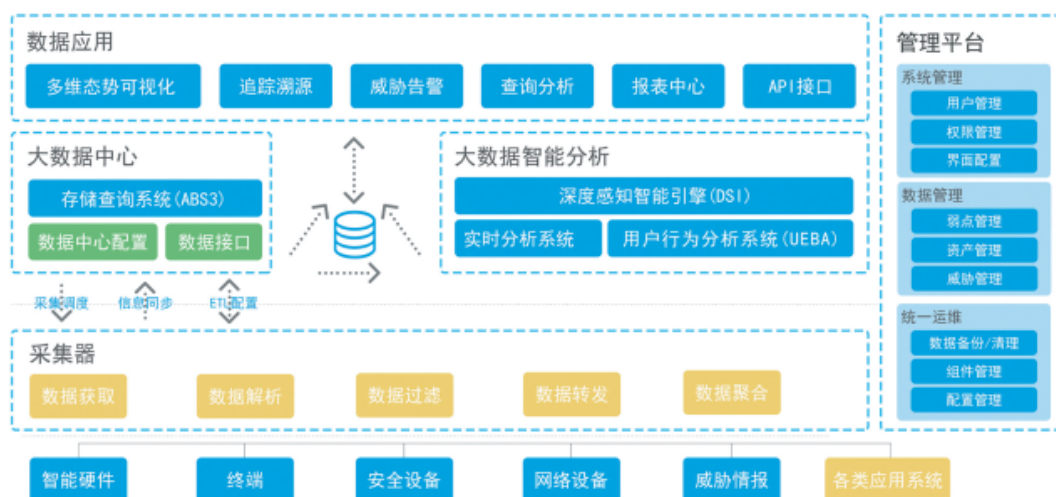 数据应用
多维态势可视化 追踪溯源 威胁告警 查询分析 报表中心 API接口
大数据中心
存储查询系统(ABS3)
数据中心配置 数据接口
大数据智能分析
深度感知智能引擎(DSI)
实时分析系统 用户行为分析系统(UEBA)
采集调度 信息同步 ETL配置
采集器
数据获取 数据解析 数据过滤 数据转发 数据聚合
智能硬件 终端 安全设备 网络设备 威胁情报 各类应用系统
管理平台
系统管理
用户管理
权限管理
界面配置
数据管理
弱点管理
资产管理
威胁管理
统一运维
数据备份/清理
组件管理
配置管理